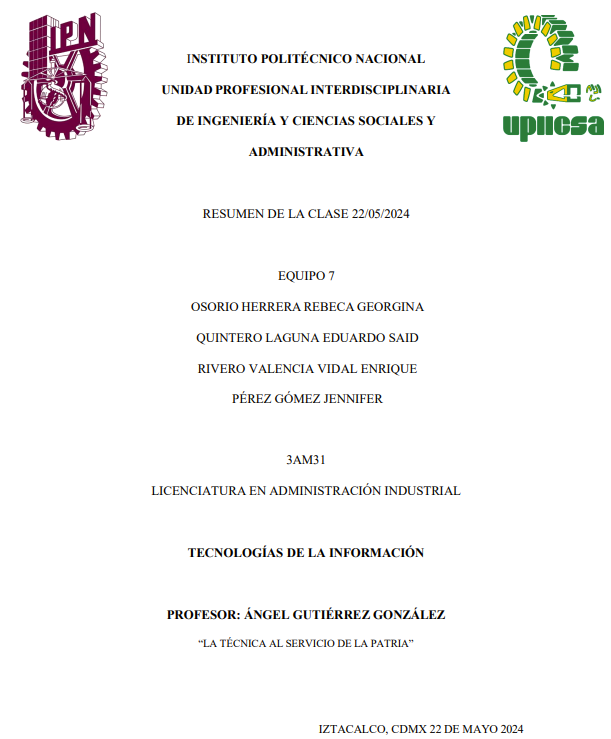 IPN
INSTITUTO POLITÉCNICO NACIONAL
upiicsa
UNIDAD PROFESIONAL INTERDISCIPLINARIA
DE INGENIERÍA Y CIENCIAS SOCIALES Y
ADMINISTRATIVA
RESUMEN DE LA CLASE 22/05/2024
EQUIPO 7
OSORIO HERRERA REBECA GEORGINA
QUINTERO LAGUNA EDUARDO SAID
RIVERO VALENCIA VIDAL ENRIQUE
PÉREZ GÓMEZ JENNIFER
3AM31
LICENCIATURA EN ADMINISTRACIÓN INDUSTRIAL
TECNOLOGÍAS DE LA INFORMACIÓN
PROFESOR: ÁNGEL GUTIÉRREZ GONZÁLEZ
“LA TÉCNICA AL SERVICIO DE LA PATRIA”
IZTACALCO, CDMX 22 DE MAYO 2024